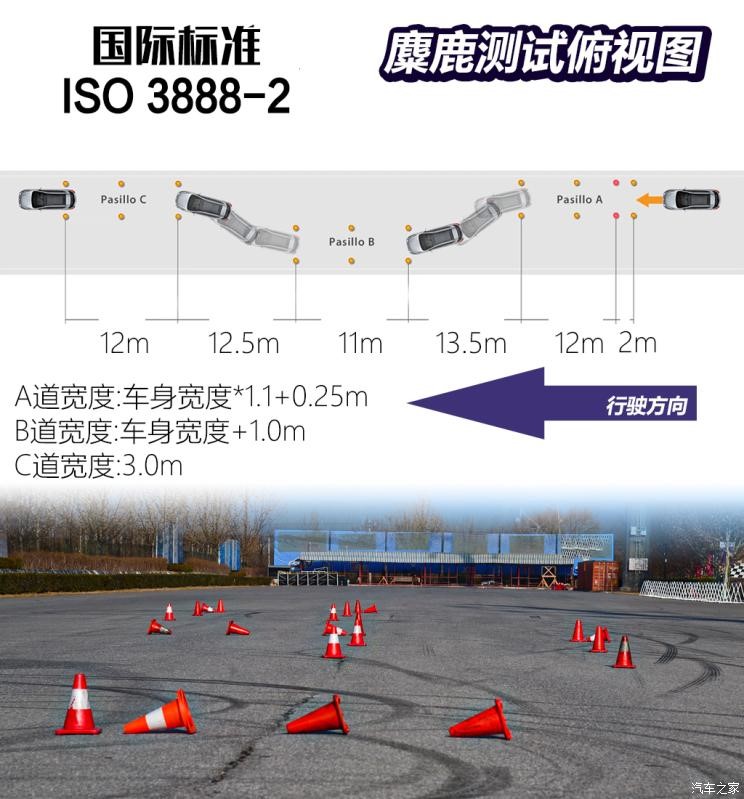 国际标准
ISO 3888-2
麋鹿测试俯视图
Pasillo C
Pasillo B
Pasillo A
12m
12.5m
11m
13.5m
12m
2m
A道宽度:车身宽度*1.1+0.25m
B道宽度:车身宽度+1.0m
C道宽度:3.0m
行驶方向
汽车之家